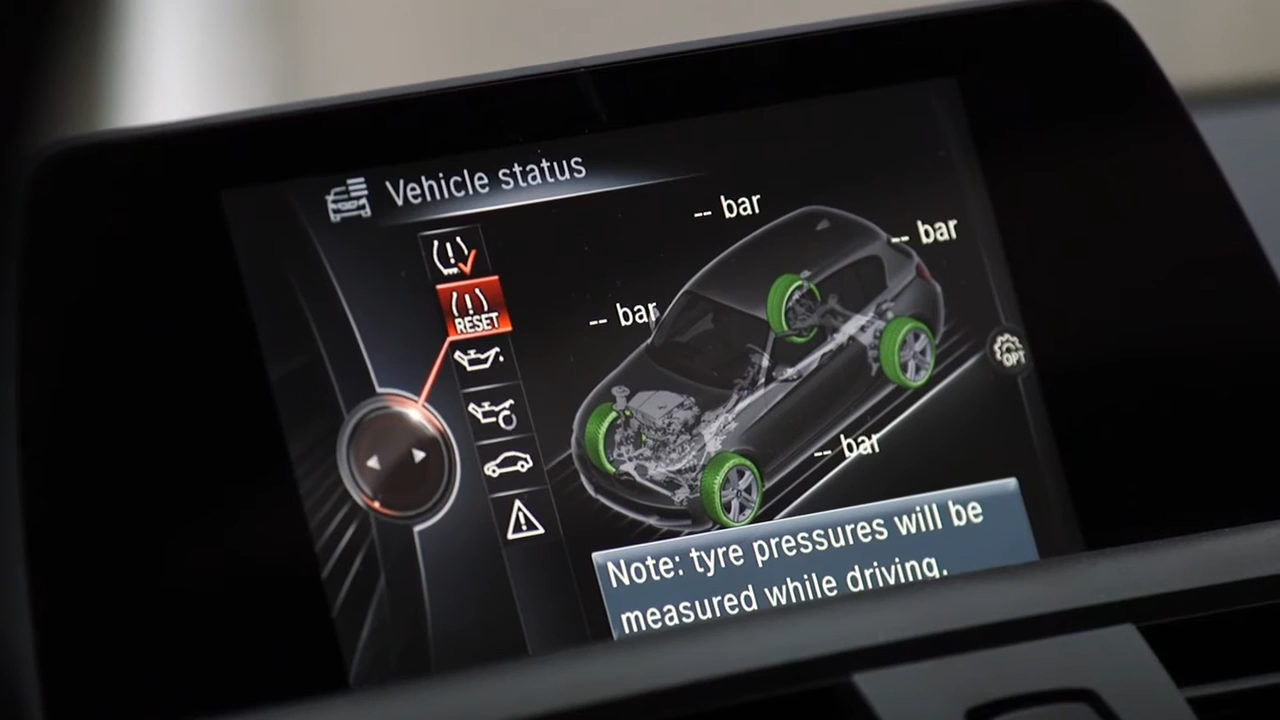 Vehicle status
-- bar
-- bar
-- bar
RESET
OPT
-- bar
Note: tyre pressures will be
measured while driving.